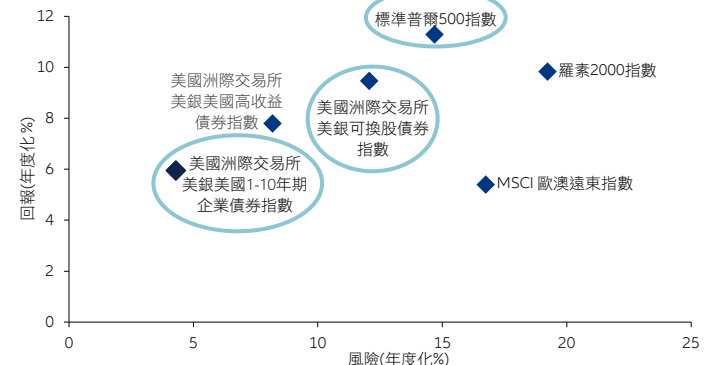 12
標準普爾500指數
10
羅素2000指數
美國洲際交易所
美銀美國高收益
債券指數
8
美國洲際交易所
美銀可換股債券
指數
6
美國洲際交易所
美銀美國1-10年期
企業債券指數
MSCI 歐澳遠東指數
回報(年度化 %)
4
2
0
0
5
10
15
20
25
風險(年度化%)